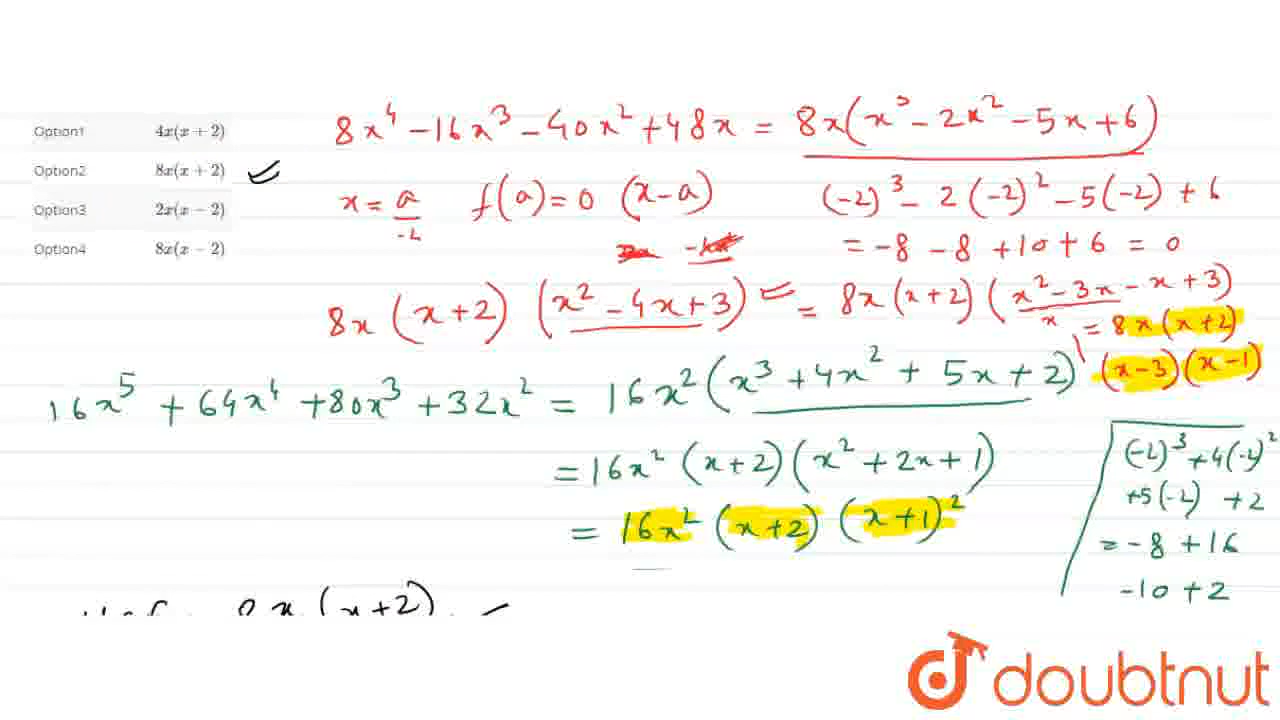 Option1 4x(x + 2)
Option2 8x(x + 2) ✓
Option3 2x(x − 2)
Option4 8x(x − 2)
8x⁴ − 16x³ − 40x² + 48x = 8x(x³ − 2x² − 5x + 6)
x = a f(a) = 0 (x − a) (−2)³ − 2(−2)² − 5(−2) + 6
−2
= −8 − 8 + 10 + 6 = 0
8x (x + 2) (x² − 4x + 3) ✓ = 8x (x + 2) (x² − 3x − x + 3)
x 1
= 8x (x + 2)
(x − 3)(x − 1)
16x⁵ + 64x⁴ + 80x³ + 32x² = 16x² (x³ + 4x² + 5x + 2)
= 16x² (x + 2) (x² + 2x + 1)
= 16x² (x + 2) (x + 1)²
(−2)³ + 4(−2)²
+5(−2) + 2
= −8 + 16
−10 + 2
8x (x + 2)
doubtnut